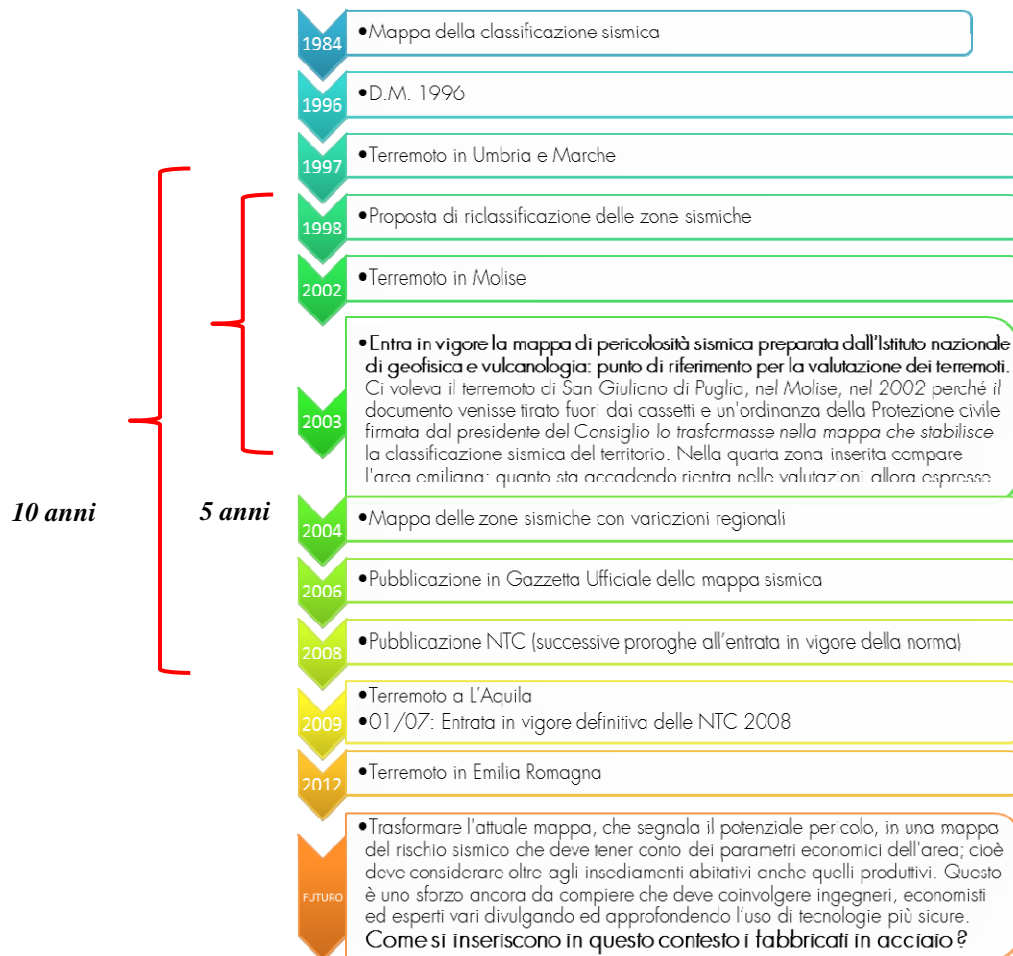 1984
•Mappa della classificazione sismica
1996
•D.M. 1996
1997
•Terremoto in Umbria e Marche
1998
•Proposta di riclassificazione delle zone sismiche
2002
•Terremoto in Molise
2003
•Entra in vigore la mappa di pericolosità sismica preparata dall'Istituto nazionale
di geofisica e vulcanologia: punto di riferimento per la valutazione dei terremoti.
Ci voleva il terremoto di San Giuliano di Puglia, nel Molise, nel 2002 perché il
documento venisse tirato fuori dai cassetti e un'ordinanza della Protezione civile
firmata dal presidente del Consiglio lo trasformasse nella mappa che stabilisce
la classificazione sismica del territorio. Nella quarta zona inserita compare
l'area emiliana: quanto sta accadendo rientra nelle valutazioni allora espresse
10 anni
5 anni
2004
•Mappa delle zone sismiche con variazioni regionali
2006
•Pubblicazione in Gazzetta Ufficiale della mappa sismica
2008
•Pubblicazione NTC (successive proroghe all'entrata in vigore della norma)
2009
•Terremoto a L'Aquila
•01/07: Entrata in vigore definitiva delle NTC 2008
2012
•Terremoto in Emilia Romagna
FUTURO
•Trasformare l'attuale mappa, che segnala il potenziale pericolo, in una mappa
del rischio sismico che deve tener conto dei parametri economici dell'area; cioè
deve considerare oltre agli insediamenti abitativi anche quelli produttivi. Questo
è uno sforzo ancora da compiere che deve coinvolgere ingegneri, economisti
ed esperti vari divulgando ed approfondendo l'uso di tecnologie più sicure.
Come si inseriscono in questo contesto i fabbricati in acciaio ?